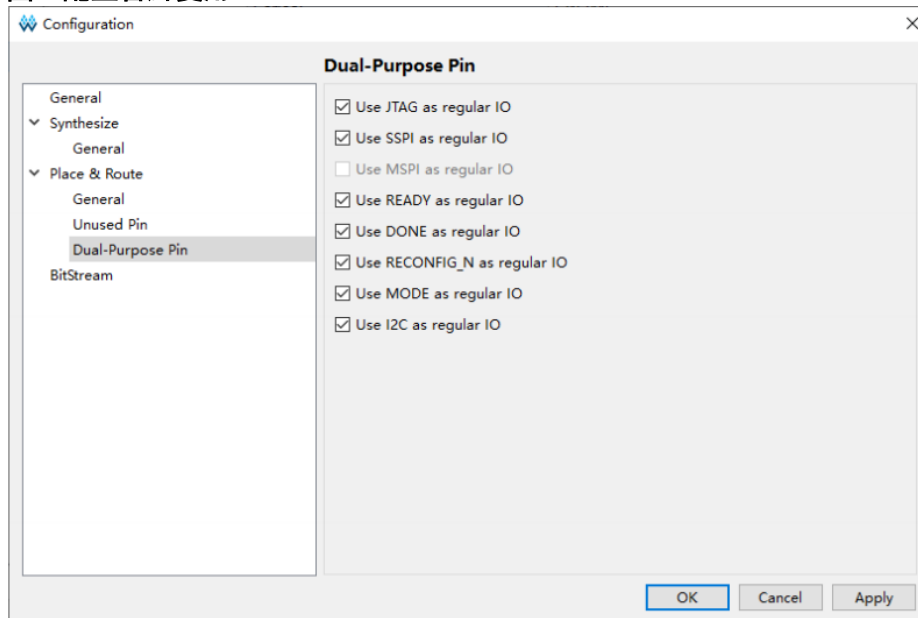 Configuration
Dual-Purpose Pin
General
Synthesize
General
Place & Route
General
Unused Pin
Dual-Purpose Pin
BitStream
Use JTAG as regular IO
Use SSPI as regular IO
Use MSPI as regular IO
Use READY as regular IO
Use DONE as regular IO
Use RECONFIG_N as regular IO
Use MODE as regular IO
Use I2C as regular IO
OK
Cancel
Apply